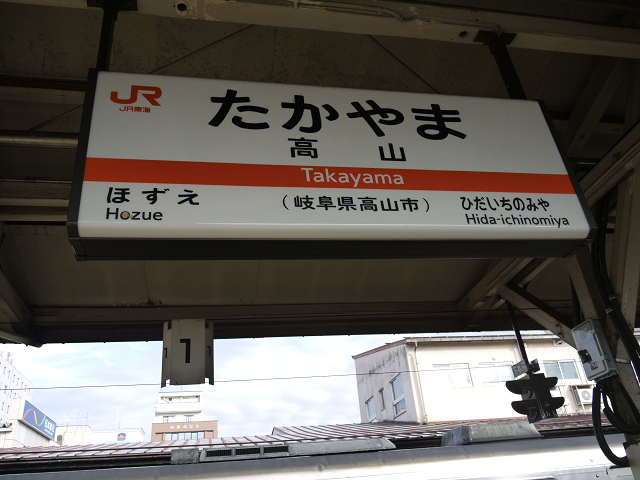 JR
JR東海
たかやま
高山
Takayama
ほずえ
Hozue
(岐阜県高山市)
ひだいちのみや
Hida-ichinomiya
1